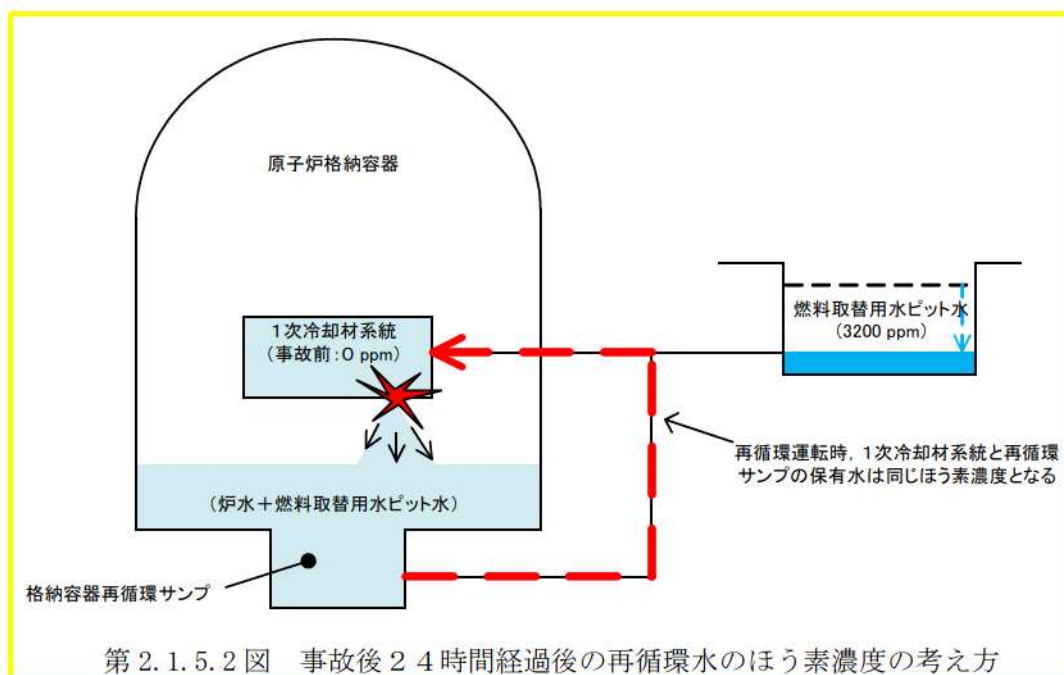 原子炉格納容器
1次冷却材系統
(事故前:0 ppm)
燃料取替用水ピット水
(3200 ppm)
再循環運転時，1次冷却材系統と再循環
サンプの保有水は同じほう素濃度となる
(炉水＋燃料取替用水ピット水)
格納容器再循環サンプ
第 2.1.5.2 図　事故後２４時間経過後の再循環水のほう素濃度の考え方